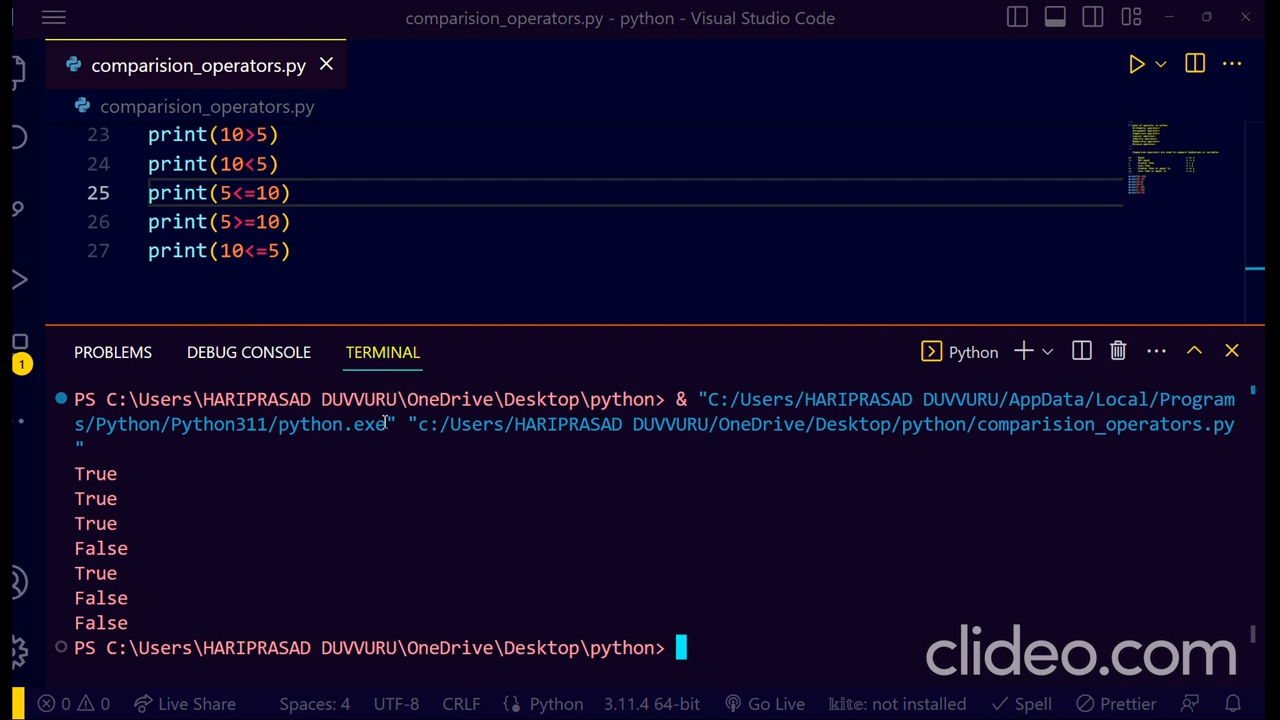 comparision_operators.py - python - Visual Studio Code
comparision_operators.py
comparision_operators.py
23 print(10>5)
24 print(10<5)
25 print(5<=10)
26 print(5>=10)
27 print(10<=5)
PROBLEMS DEBUG CONSOLE TERMINAL Python
1
PS C:\Users\HARIPRASAD DUVVURU\OneDrive\Desktop\python> & "C:/Users/HARIPRASAD DUVVURU/AppData/Local/Program
s/Python/Python311/python.exe" "c:/Users/HARIPRASAD DUVVURU/OneDrive/Desktop/python/comparision_operators.py
"
True
True
True
False
True
False
False
PS C:\Users\HARIPRASAD DUVVURU\OneDrive\Desktop\python>
clideo.com
0 0 Live Share Spaces: 4 UTF-8 CRLF Python 3.11.4 64-bit Go Live kite: not installed Spell Prettier